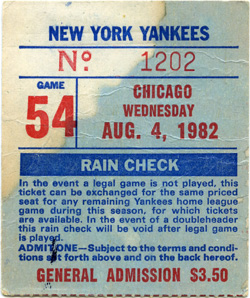 NEW YORK YANKEES
No. 1202
GAME
54
CHICAGO
WEDNESDAY
AUG. 4, 1982
RAIN CHECK
In the event a legal game is not played, this
ticket can be exchanged for the same priced
seat for any remaining Yankees home league
game during this season, for which tickets
are available. In the event of a doubleheader
this rain check will be void after legal game
is played.
ADMIT ONE—Subject to the terms and condi-
tions set forth above and on the back hereof.
GENERAL ADMISSION $3.50